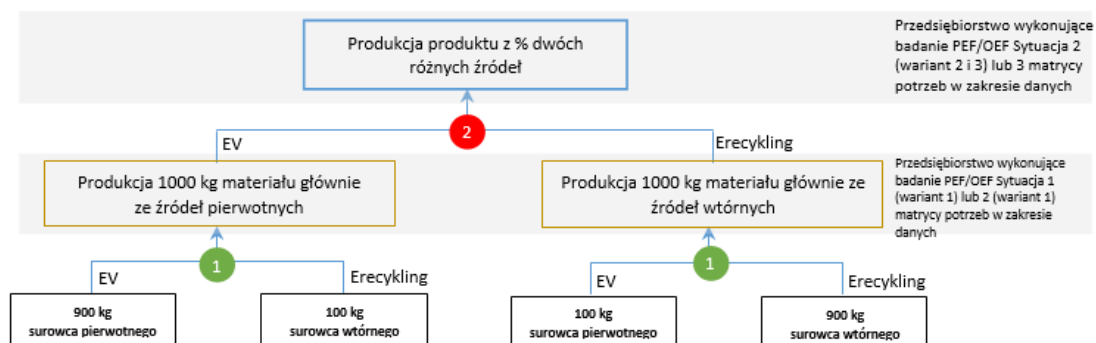 Produkcja produktu z % dwóch
różnych źródeł
Przedsiębiorstwo wykonujące
badanie PEF/OEF Sytuacja 2
(wariant 2 i 3) lub 3 matrycy
potrzeb w zakresie danych
2
EV
Erecykling
Produkcja 1000 kg materiału głównie
ze źródeł pierwotnych
Produkcja 1000 kg materiału głównie ze
źródeł wtórnych
Przedsiębiorstwo wykonujące
badanie PEF/OEF Sytuacja 1
(wariant 1) lub 2 (wariant 1)
matrycy potrzeb w zakresie
danych
1
EV
Erecykling
1
EV
Erecykling
900 kg
surowca pierwotnego
100 kg
surowca wtórnego
100 kg
surowca pierwotnego
900 kg
surowca wtórnego